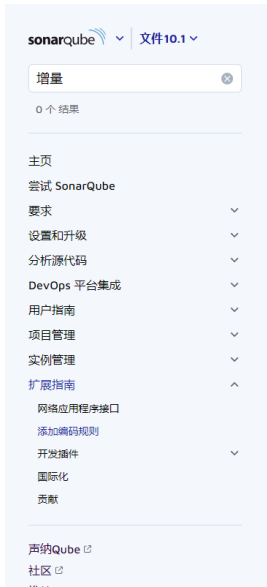 sonarqube 文件10.1
增量
0 个 结果
主页
尝试 SonarQube
要求
设置和升级
分析源代码
DevOps 平台集成
用户指南
项目管理
实例管理
扩展指南
网络应用程序接口
添加编码规则
开发插件
国际化
贡献
声纳Qube
社区